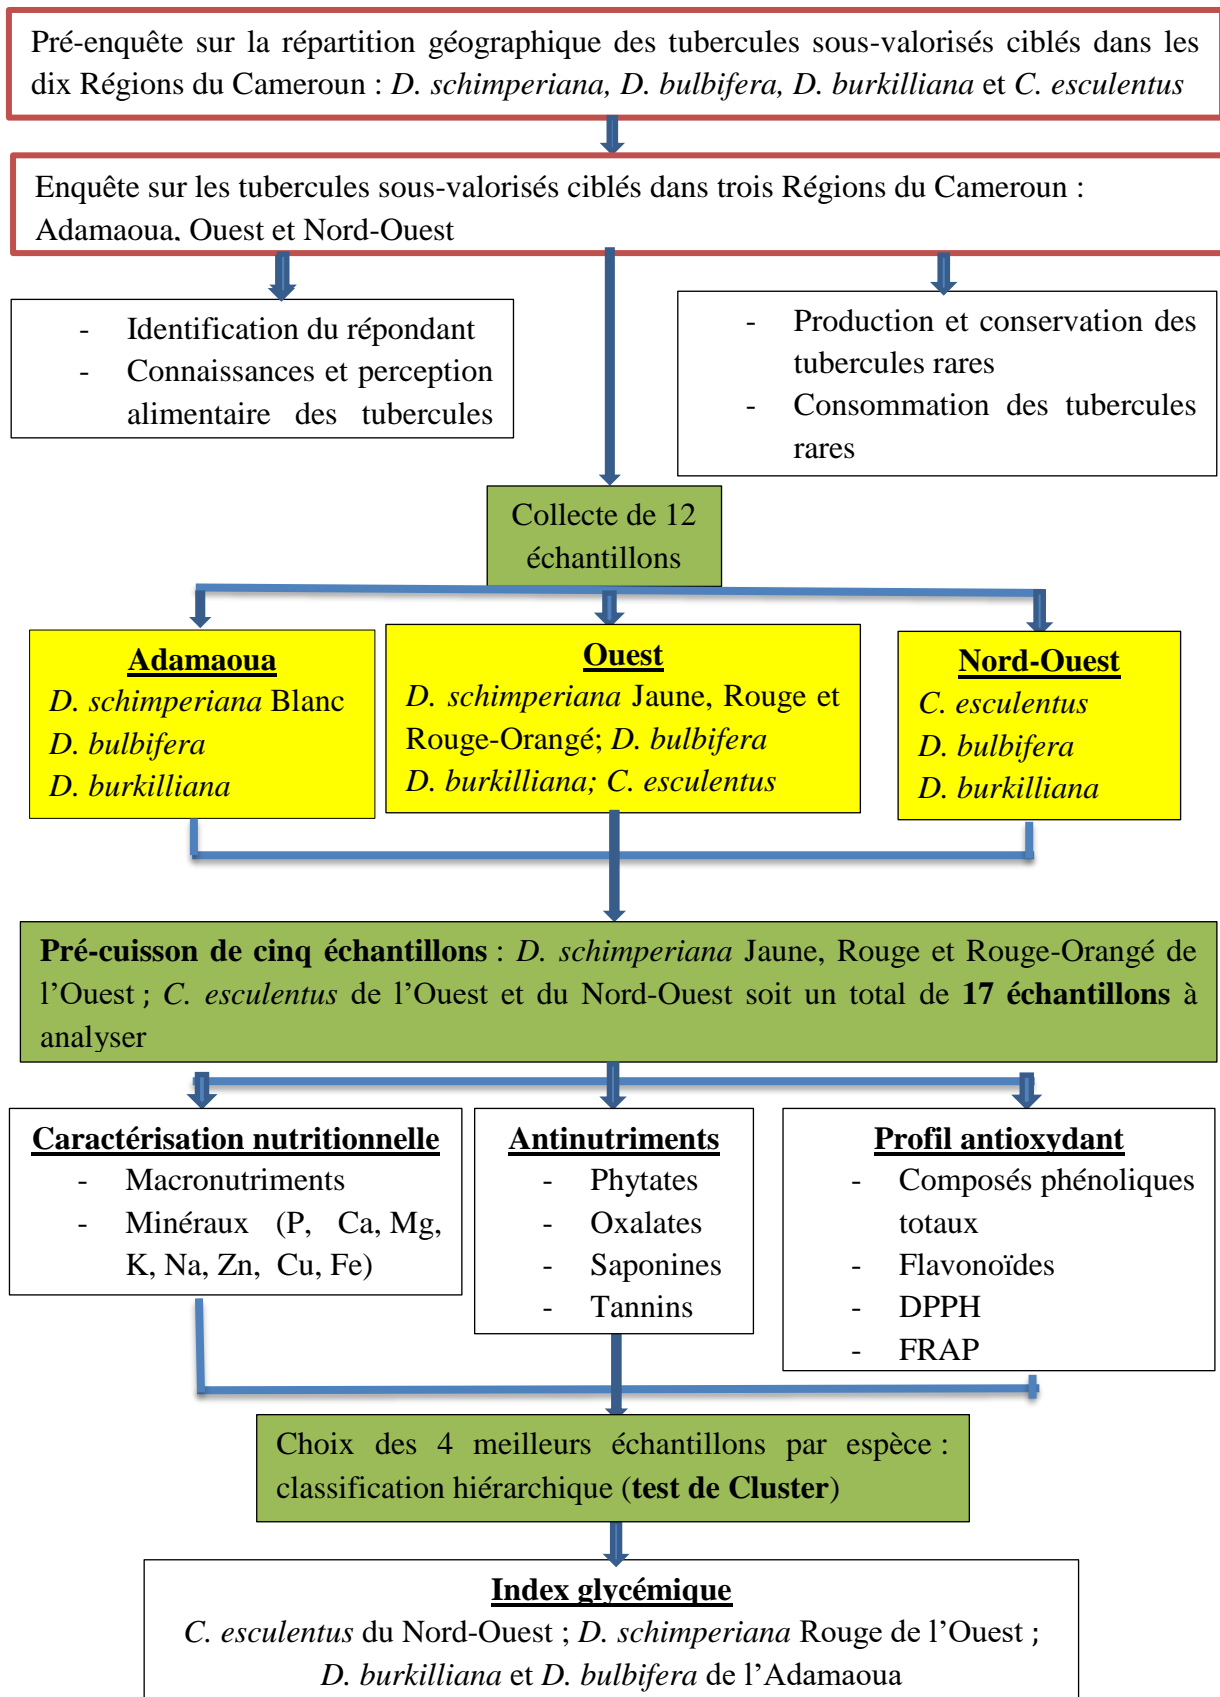 Pré-enquête sur la répartition géographique des tubercules sous-valorisés ciblés dans les
dix Régions du Cameroun : D. schimperiana, D. bulbifera, D. burkilliana et C. esculentus
Enquête sur les tubercules sous-valorisés ciblés dans trois Régions du Cameroun :
Adamaoua, Ouest et Nord-Ouest
- Identification du répondant
- Connaissances et perception
alimentaire des tubercules
- Production et conservation des
tubercules rares
- Consommation des tubercules
rares
Collecte de 12
échantillons
Adamaoua
D. schimperiana Blanc
D. bulbifera
D. burkilliana
Ouest
D. schimperiana Jaune, Rouge et
Rouge-Orangé; D. bulbifera
D. burkilliana; C. esculentus
Nord-Ouest
C. esculentus
D. bulbifera
D. burkilliana
Pré-cuisson de cinq échantillons : D. schimperiana Jaune, Rouge et Rouge-Orangé de
l’Ouest ; C. esculentus de l’Ouest et du Nord-Ouest soit un total de 17 échantillons à
analyser
Caractérisation nutritionnelle
- Macronutriments
- Minéraux (P, Ca, Mg,
K, Na, Zn, Cu, Fe)
Antinutriments
- Phytates
- Oxalates
- Saponines
- Tannins
Profil antioxydant
- Composés phénoliques
totaux
- Flavonoïdes
- DPPH
- FRAP
Choix des 4 meilleurs échantillons par espèce :
classification hiérarchique (test de Cluster)
Index glycémique
C. esculentus du Nord-Ouest ; D. schimperiana Rouge de l’Ouest ;
D. burkilliana et D. bulbifera de l’Adamaoua